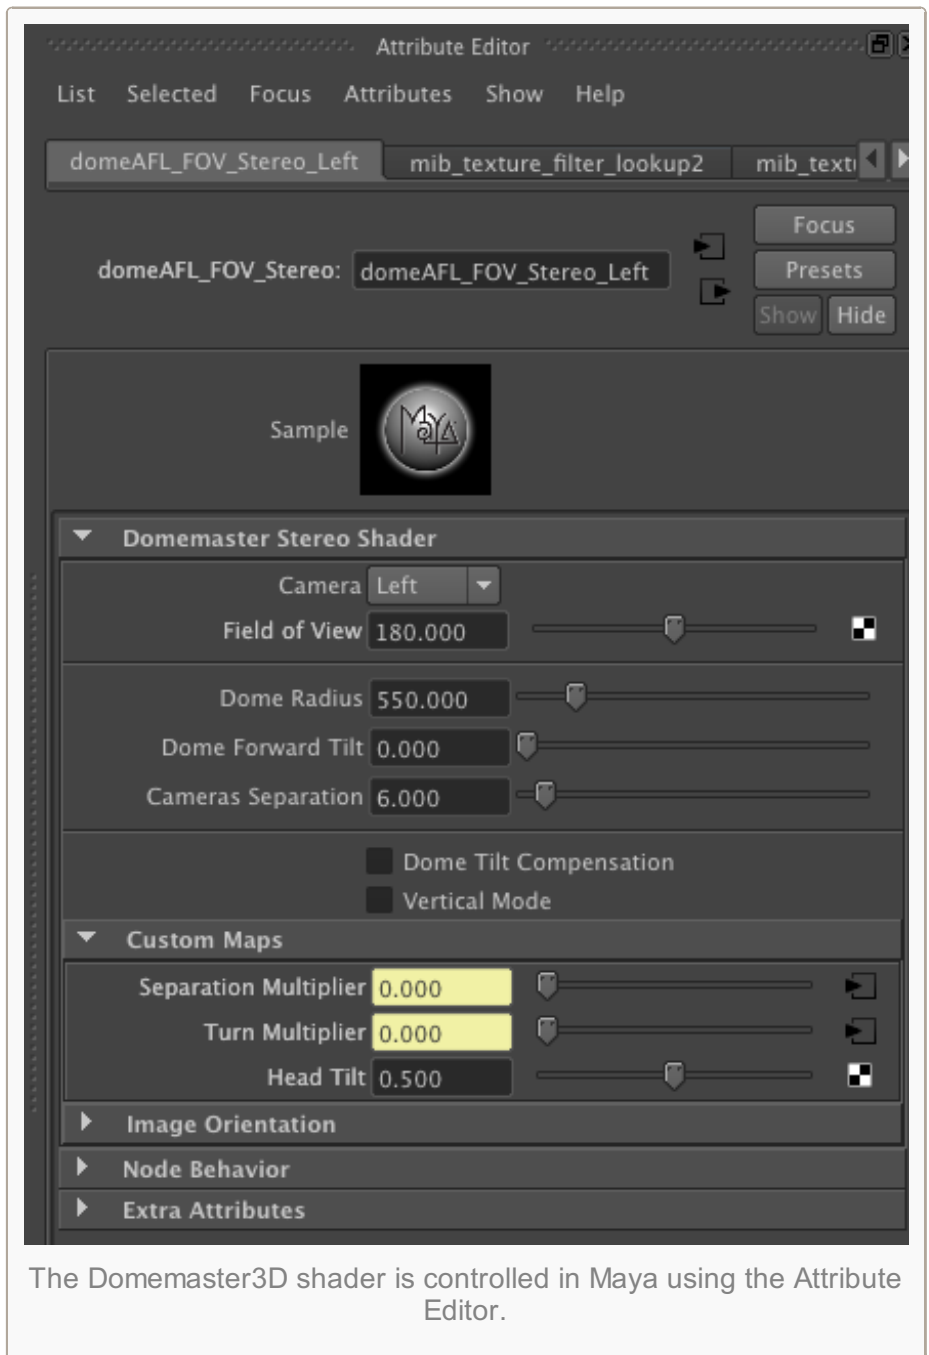 Attribute Editor
List Selected Focus Attributes Show Help
domeAFL_FOV_Stereo_Left mib_texture_filter_lookup2 mib_text
Focus
domeAFL_FOV_Stereo: domeAFL_FOV_Stereo_Left Presets
Show Hide
Sample
MAYA
Domemaster Stereo Shader
Camera Left
Field of View 180.000
Dome Radius 550.000
Dome Forward Tilt 0.000
Cameras Separation 6.000
Dome Tilt Compensation
Vertical Mode
Custom Maps
Separation Multiplier 0.000
Turn Multiplier 0.000
Head Tilt 0.500
Image Orientation
Node Behavior
Extra Attributes
The Domemaster3D shader is controlled in Maya using the Attribute
Editor.